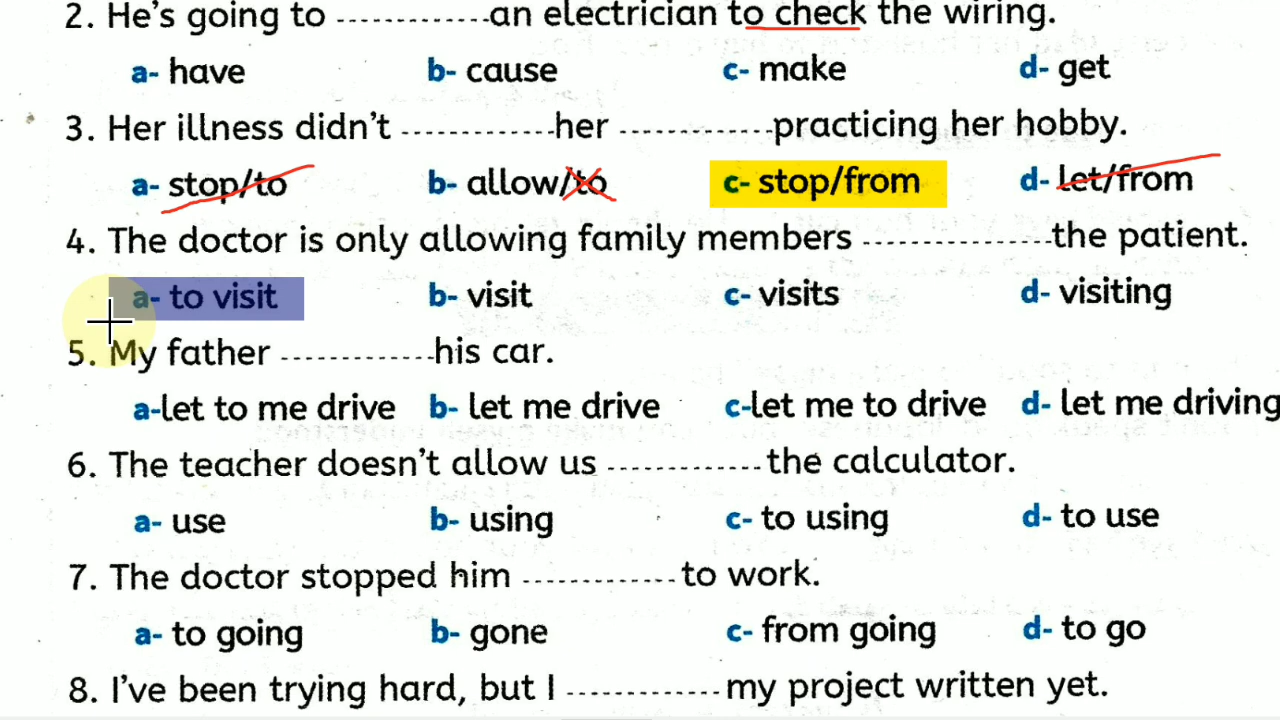 2. He's going to .............an electrician to check the wiring.
a- have b- cause c- make d- get
3. Her illness didn't .............her .............practicing her hobby.
a- stop/to b- allow/to c- stop/from d- let/from
4. The doctor is only allowing family members ................the patient.
a- to visit b- visit c- visits d- visiting
5. My father .............his car.
a-let to me drive b- let me drive c-let me to drive d- let me driving
6. The teacher doesn't allow us .............the calculator.
a- use b- using c- to using d- to use
7. The doctor stopped him .............to work.
a- to going b- gone c- from going d- to go
8. I've been trying hard, but I .............my project written yet.